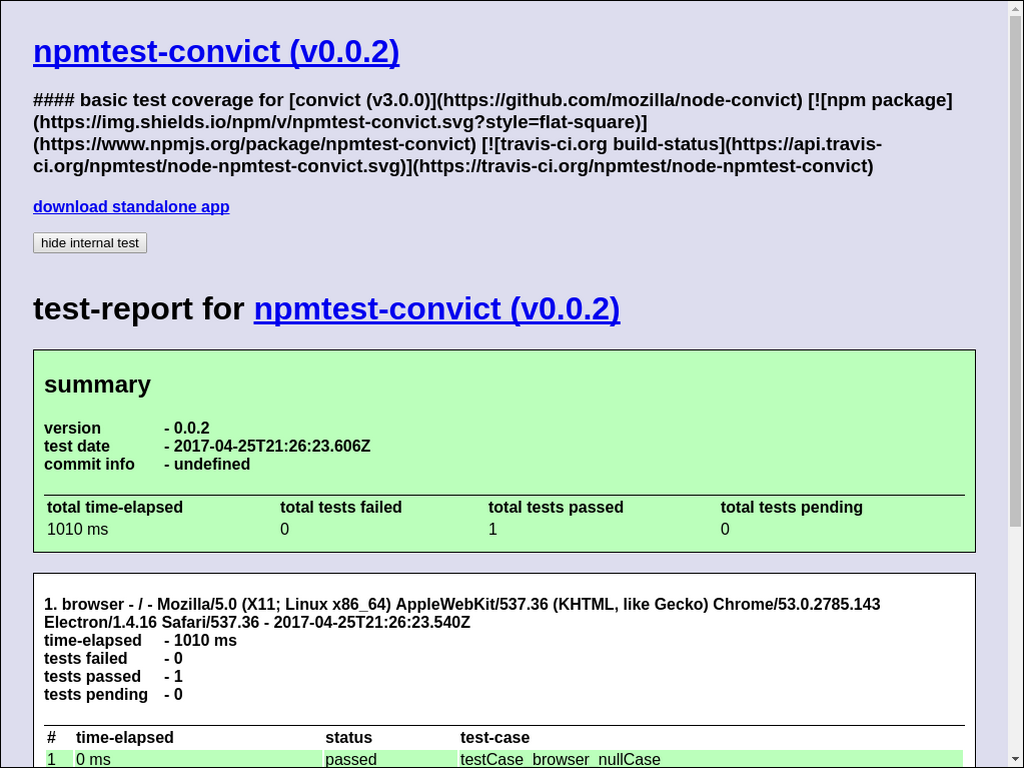 npmtest-convict (v0.0.2)
#### basic test coverage for [convict (v3.0.0)](https://github.com/mozilla/node-convict) [![npm package]
(https://img.shields.io/npm/v/npmtest-convict.svg?style=flat-square)]
(https://www.npmjs.org/package/npmtest-convict) [![travis-ci.org build-status](https://api.travis-
ci.org/npmtest/node-npmtest-convict.svg)](https://travis-ci.org/npmtest/node-npmtest-convict)
download standalone app
hide internal test
test-report for npmtest-convict (v0.0.2)
summary
version - 0.0.2
test date - 2017-04-25T21:26:23.606Z
commit info - undefined
total time-elapsed total tests failed total tests passed total tests pending
1010 ms 0 1 0
1. browser - / - Mozilla/5.0 (X11; Linux x86_64) AppleWebKit/537.36 (KHTML, like Gecko) Chrome/53.0.2785.143
Electron/1.4.16 Safari/537.36 - 2017-04-25T21:26:23.540Z
time-elapsed - 1010 ms
tests failed - 0
tests passed - 1
tests pending - 0
# time-elapsed status test-case
1 0 ms passed testCase_browser_nullCase